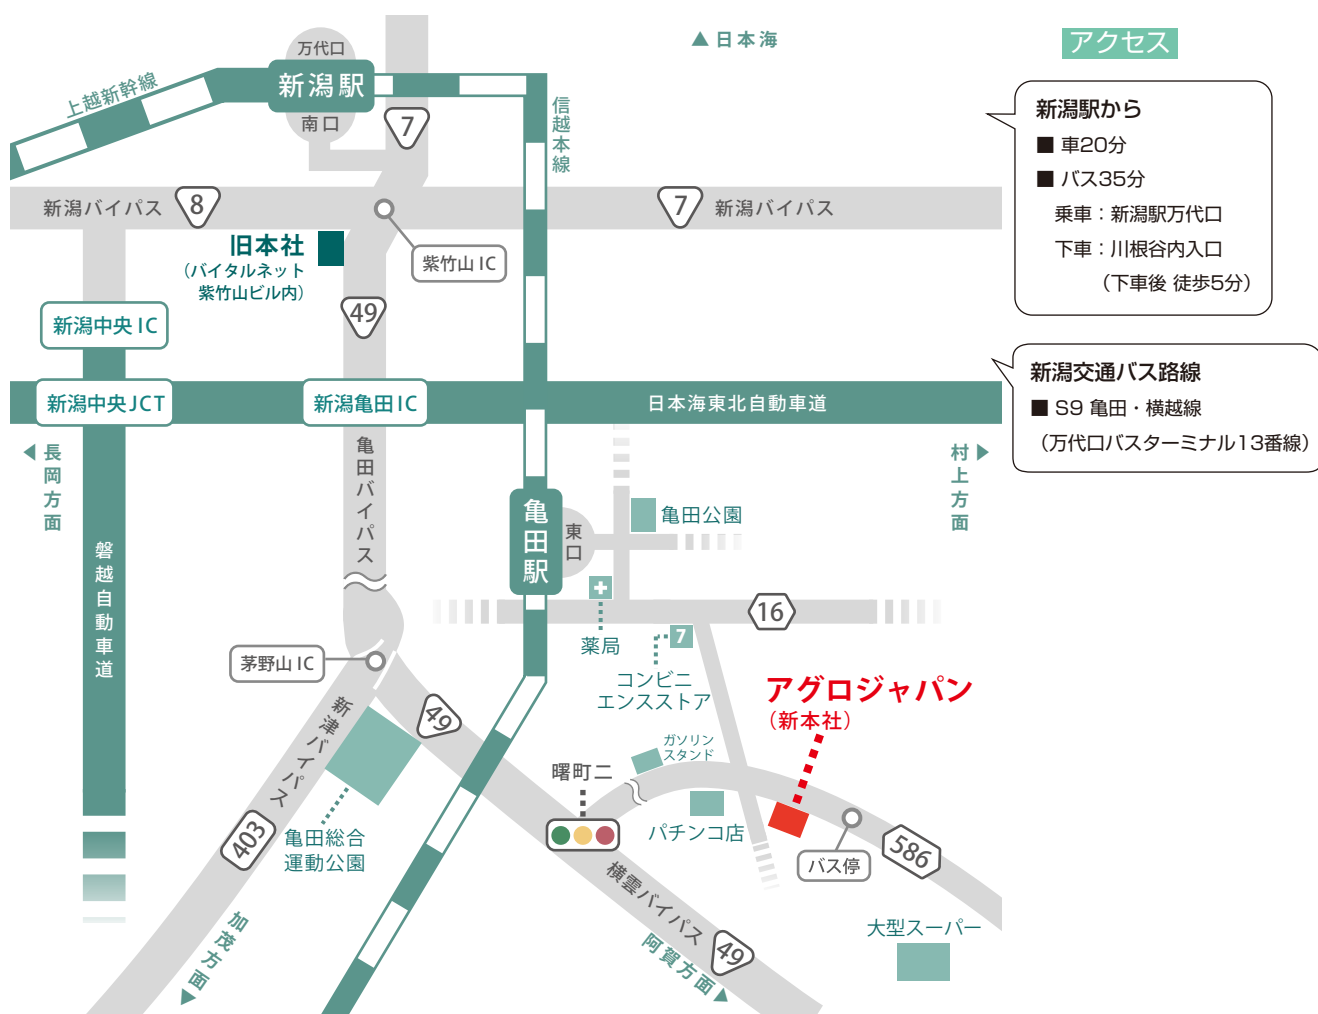 ▲日本海
アクセス
万代口
新潟駅
南口
上越新幹線
7
信越本線
新潟バイパス
8
7
新潟バイパス
旧本社
(バイタルネット
紫竹山ビル内)
紫竹山 IC
49
新潟中央 IC
新潟中央 JCT
新潟亀田 IC
日本海東北自動車道
◀長岡方面
村上方面▶
亀田バイパス
磐越自動車道
亀田駅
東口
亀田公園
16
薬局
7
コンビニ
エンスストア
茅野山 IC
新津バイパス
49
アグロジャパン
(新本社)
ガソリン
スタンド
曙町二
パチンコ店
403
亀田総合
運動公園
バス停
586
横雲バイパス
49
大型スーパー
加茂方面▶
阿賀方面▶
新潟駅から
■ 車20分
■ バス35分
乗車：新潟駅万代口
下車：川根谷内入口
(下車後 徒歩5分)
新潟交通バス路線
■ S9 亀田・横越線
(万代口バスターミナル13番線)